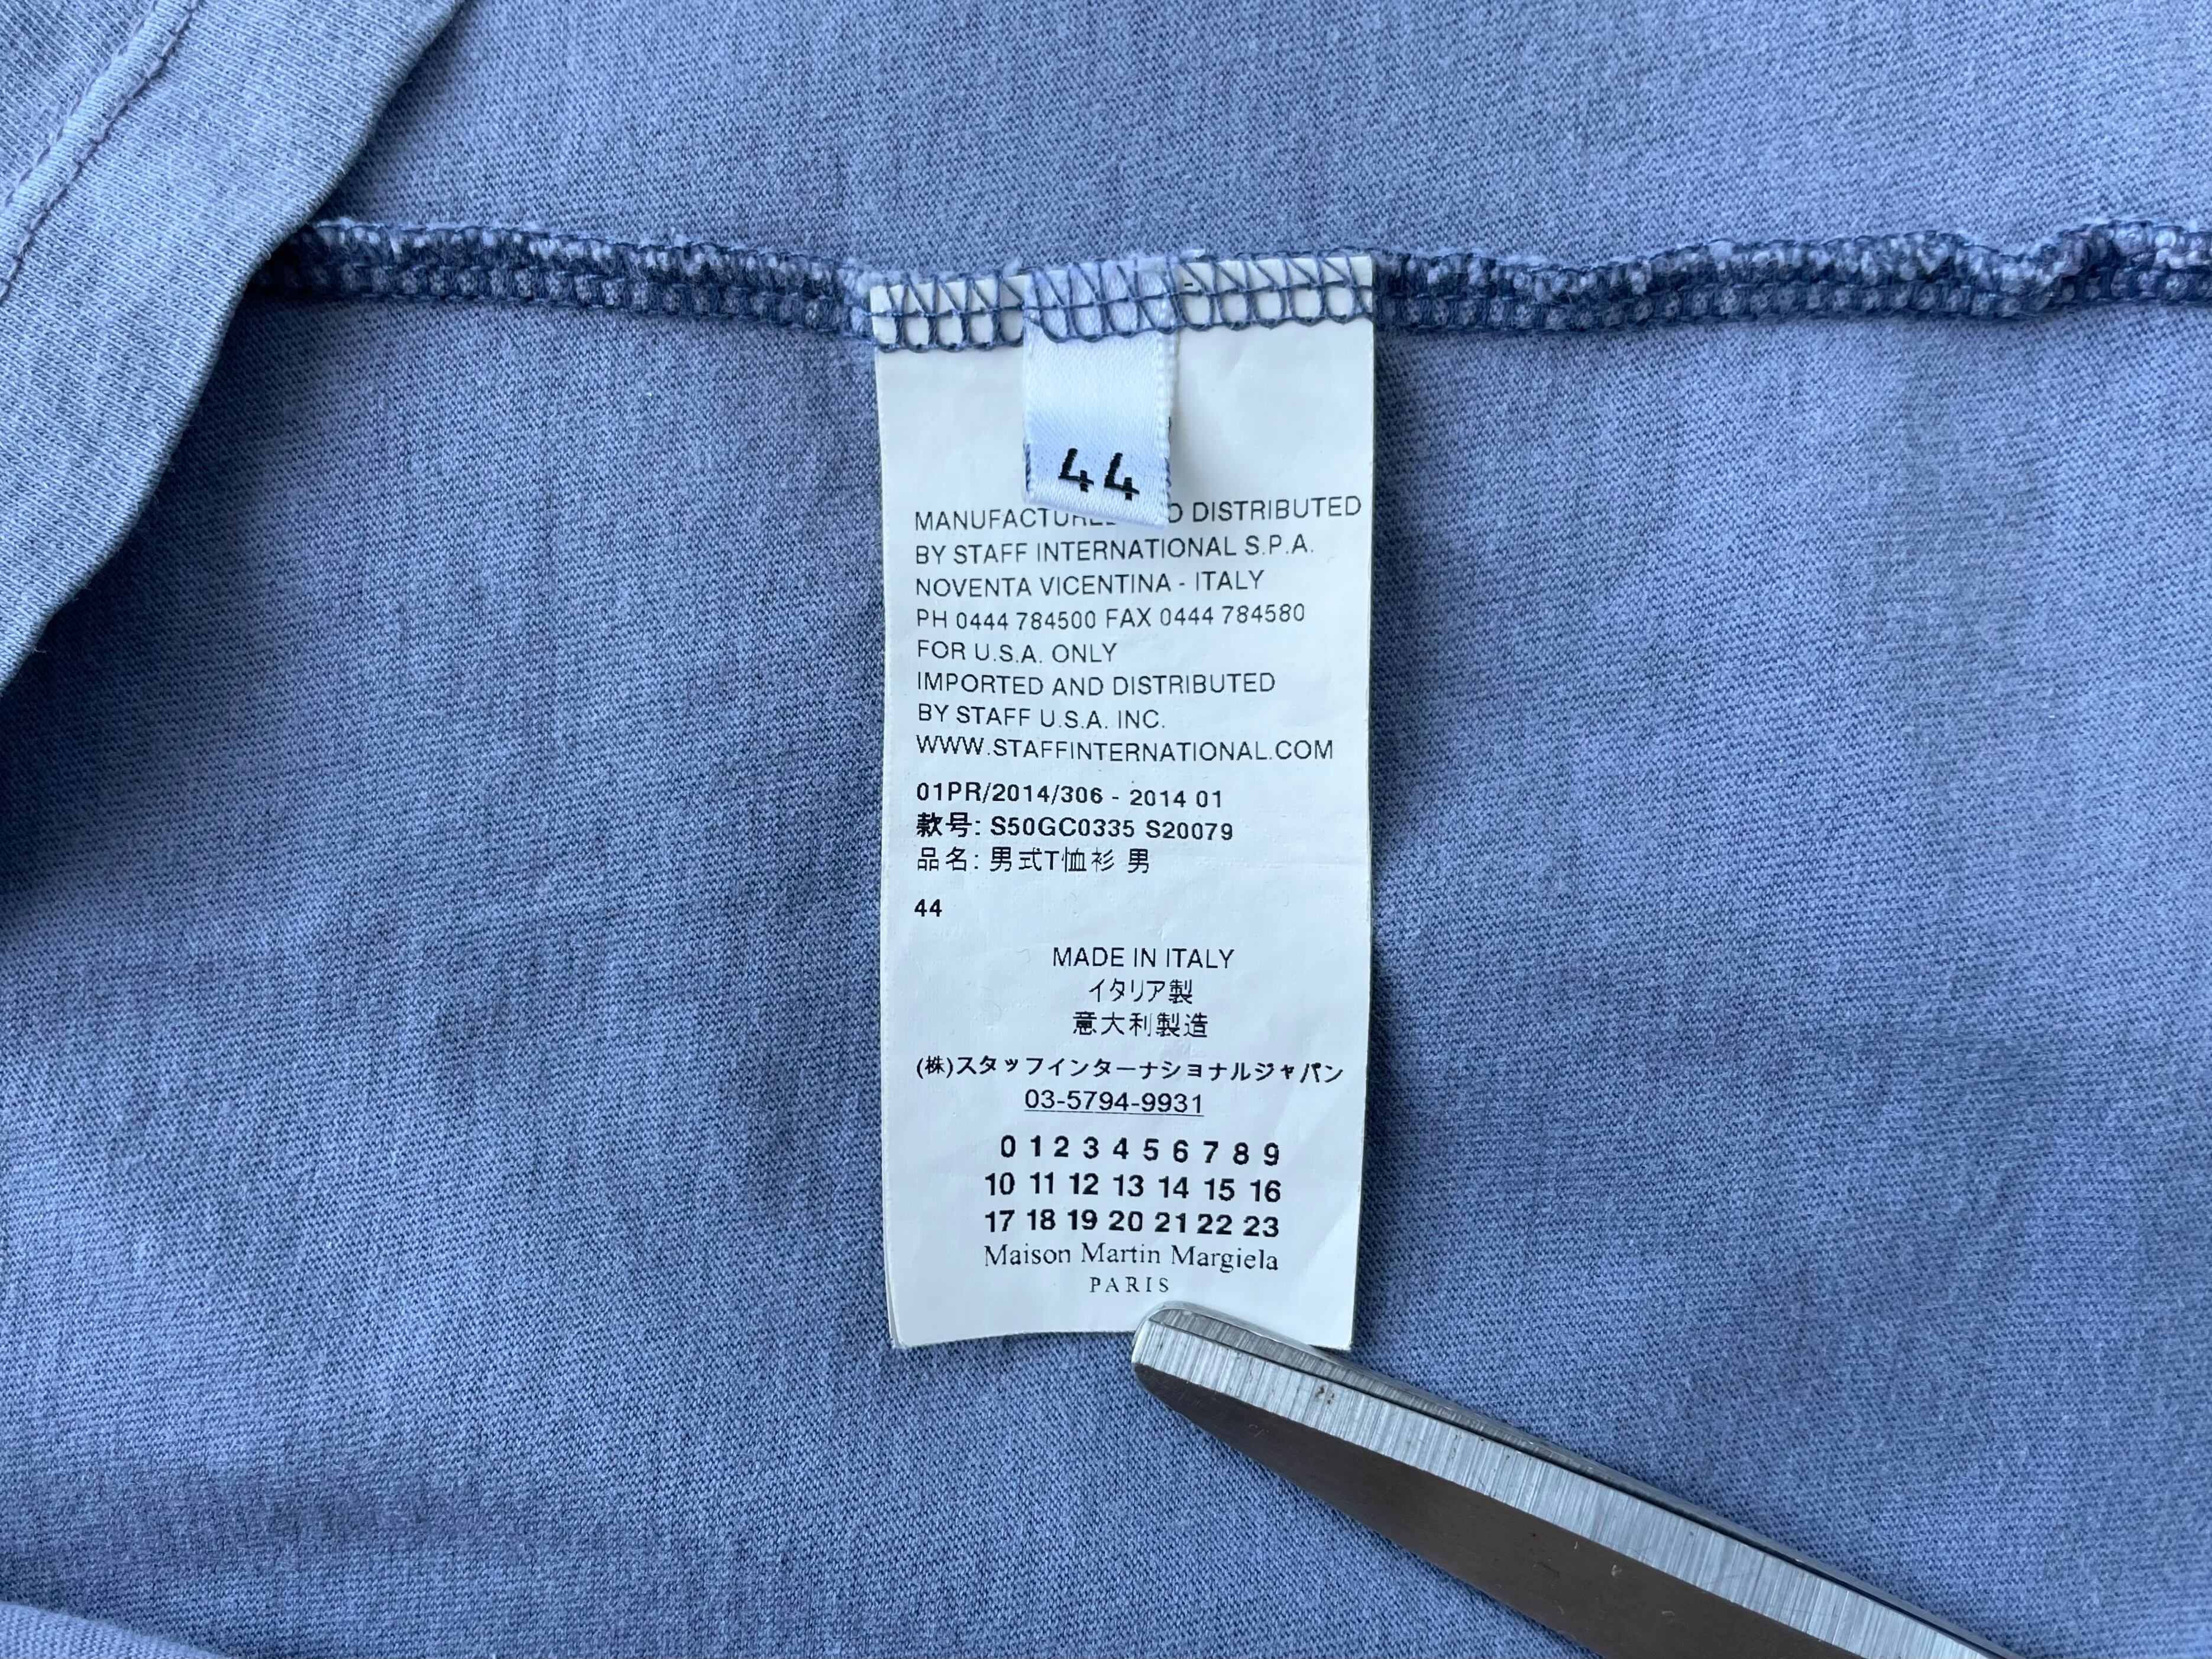 44
MANUFACTURED DISTRIBUTED
BY STAFF INTERNATIONAL S.P.A.
NOVENTA VICENTINA - ITALY
PH 0444 784500 FAX 0444 784580
FOR U.S.A. ONLY
IMPORTED AND DISTRIBUTED
BY STAFF U.S.A. INC.
WWW.STAFFINTERNATIONAL.COM
01PR/2014/306 - 2014 01
款号: S50GC0335 S20079
品名: 男式T恤衫 男
44
MADE IN ITALY
イタリア製
意大利製造
(株)スタッフインターナショナルジャパン
03-5794-9931
0 1 2 3 4 5 6 7 8 9
10 11 12 13 14 15 16
17 18 19 20 21 22 23
Maison Martin Margiela
PARIS